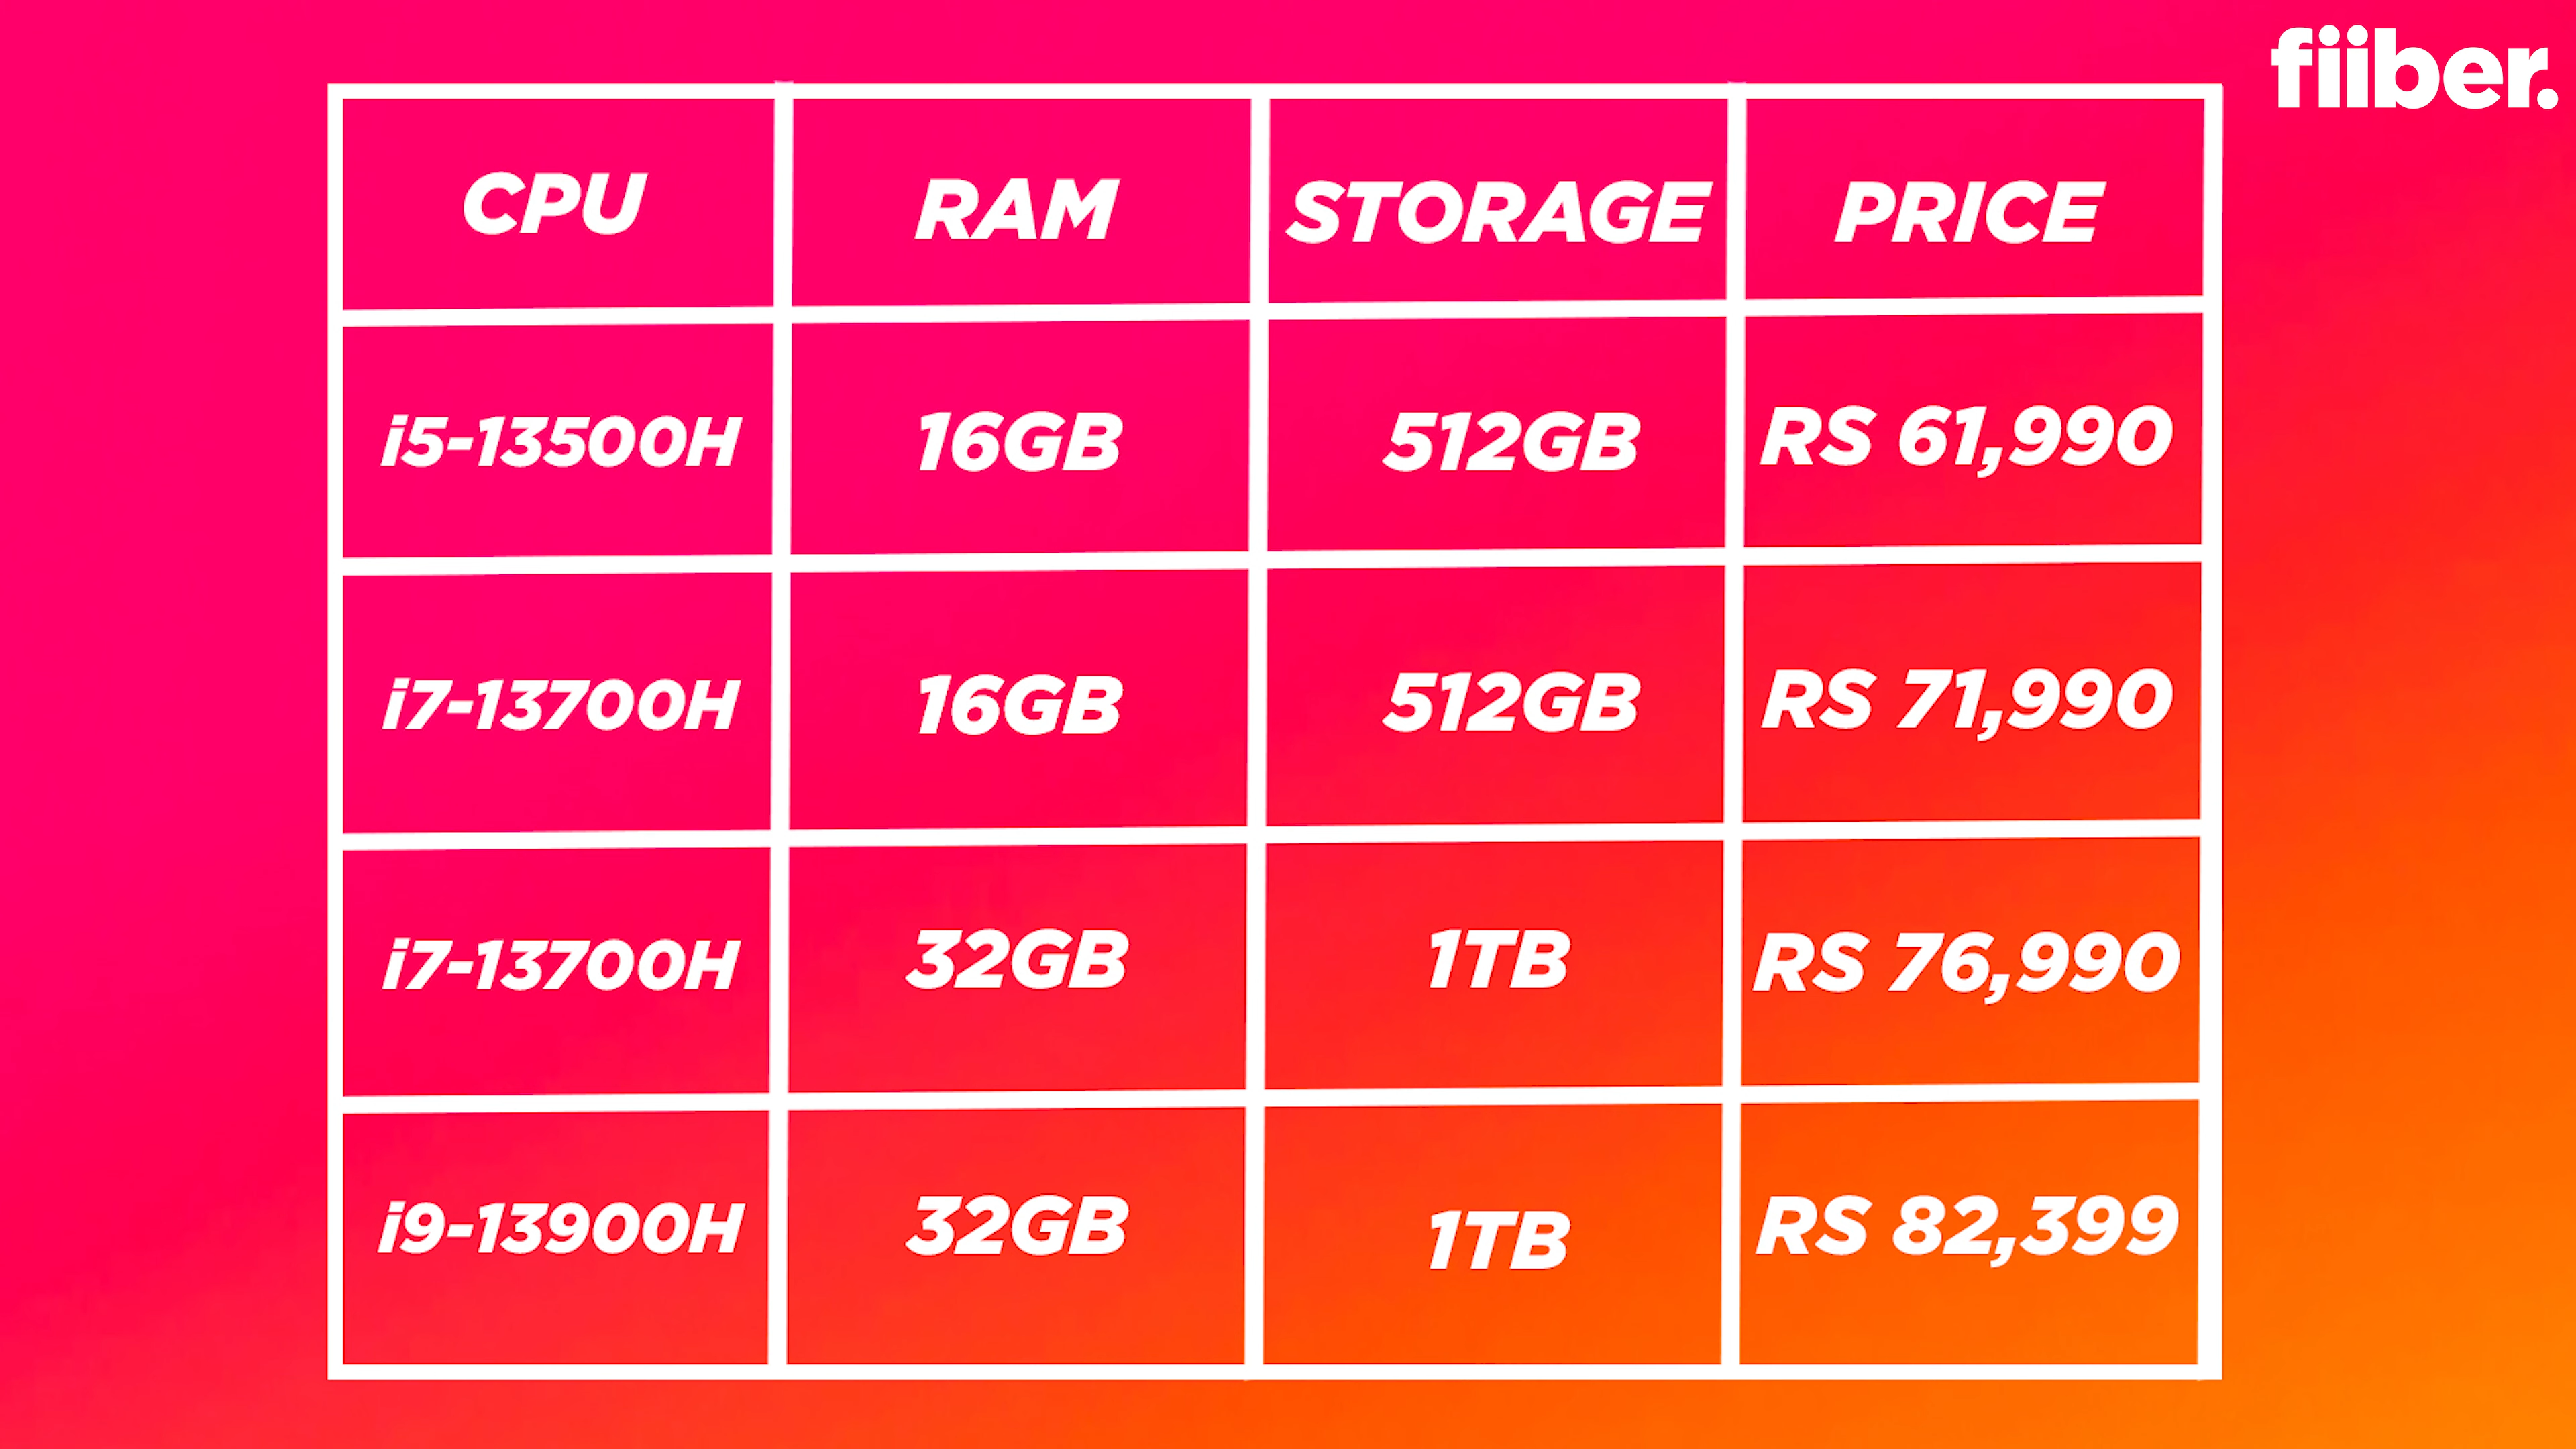 fiiber.
CPU RAM STORAGE PRICE
i5-13500H 16GB 512GB RS 61,990
i7-13700H 16GB 512GB RS 71,990
i7-13700H 32GB 1TB RS 76,990
i9-13900H 32GB 1TB RS 82,399